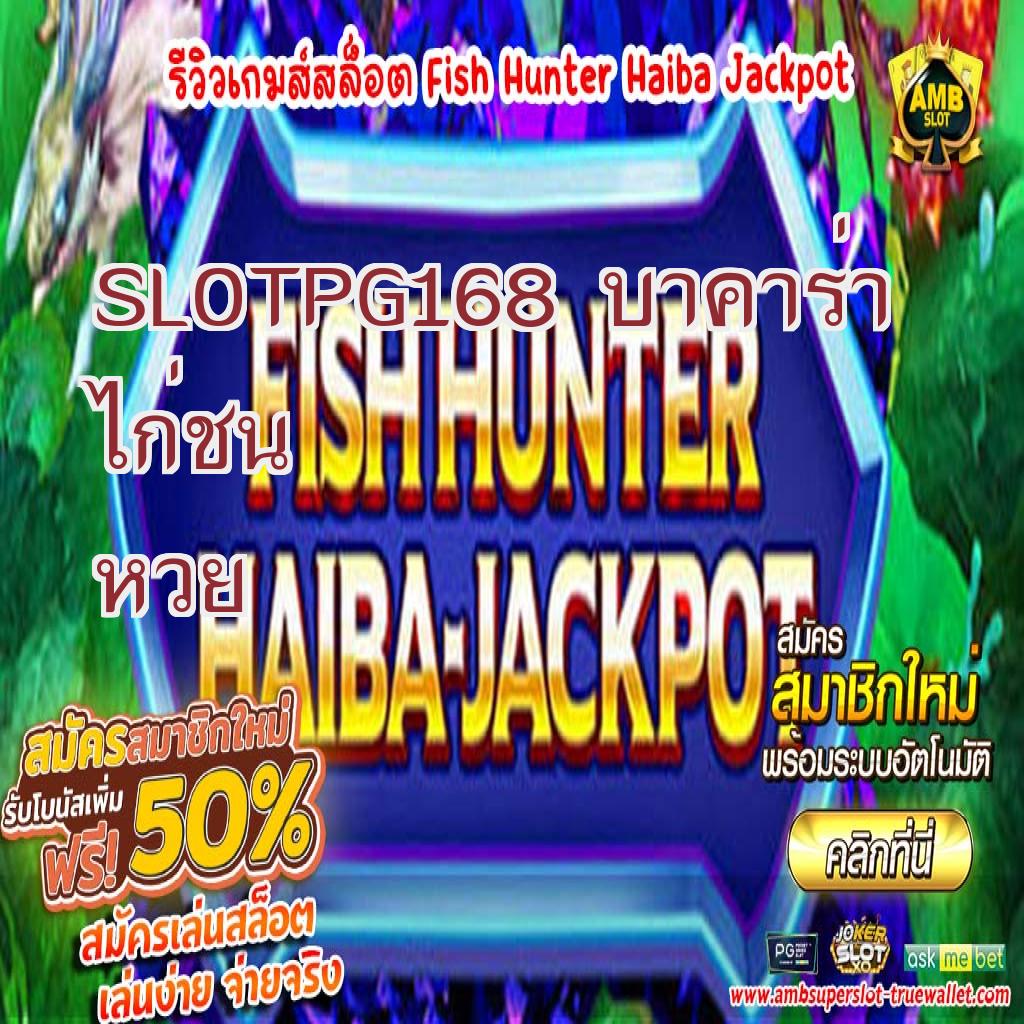 รีวิวเกมส์สล็อต Fish Hunter Haiba Jackpot
AMB
SLOT
SLOTPG168 บาคาร่า
ไก่ชน
หวย
FISH HUNTER
HAIBA-JACKPOT
สมัคร
สมาชิกใหม่
พร้อมระบบอัตโนมัติ
คลิกที่นี่
สมัครสมาชิกใหม่
รับโบนัสเพิ่ม
ฟรี! 50%
สมัครเล่นสล็อต
เล่นง่าย จ่ายจริง
PG
JOKER
SLOT
XO
ask me bet
www.ambsuperslot-truewallet.com